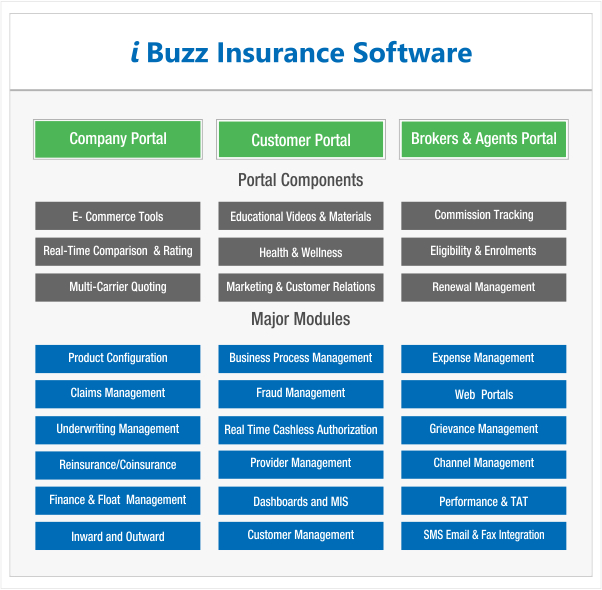 i Buzz Insurance Software
Company Portal
Customer Portal
Brokers & Agents Portal
Portal Components
E- Commerce Tools
Educational Videos & Materials
Commission Tracking
Real-Time Comparison & Rating
Health & Wellness
Eligibility & Enrolments
Multi-Carrier Quoting
Marketing & Customer Relations
Renewal Management
Major Modules
Product Configuration
Business Process Management
Expense Management
Claims Management
Fraud Management
Web Portals
Underwriting Management
Real Time Cashless Authorization
Grievance Management
Reinsurance/Coinsurance
Provider Management
Channel Management
Finance & Float Management
Dashboards and MIS
Performance & TAT
Inward and Outward
Customer Management
SMS Email & Fax Integration